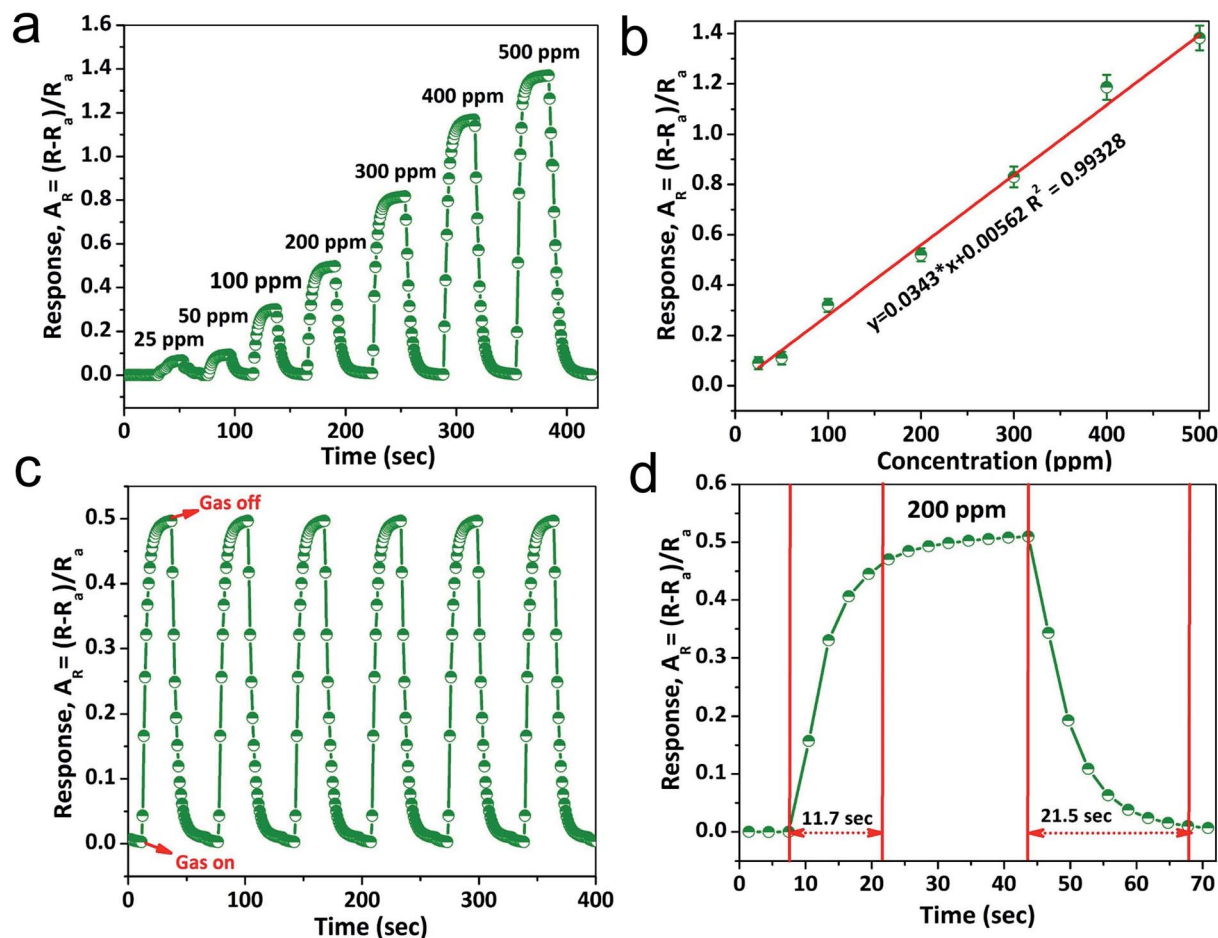 a
1.6
1.4
1.2
1.0
0.8
0.6
0.4
0.2
0.0
Response, A_R = (R-R_a)/R_a
25 ppm
50 ppm
100 ppm
200 ppm
300 ppm
400 ppm
500 ppm
0 100 200 300 400
Time (sec)
b
1.4
1.2
1.0
0.8
0.6
0.4
0.2
0.0
Response, A_R = (R-R_a)/R_a
y=0.0343*x+0.00562 R² = 0.99328
0 100 200 300 400 500
Concentration (ppm)
c
0.5
0.4
0.3
0.2
0.1
0.0
Response, A_R = (R-R_a)/R_a
Gas off
Gas on
0 100 200 300 400
Time (sec)
d
0.6
0.5
0.4
0.3
0.2
0.1
0.0
Response, A_R = (R-R_a)/R_a
200 ppm
11.7 sec
21.5 sec
0 10 20 30 40 50 60 70
Time (sec)